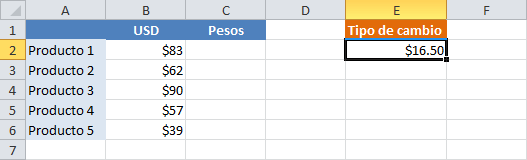 A B C D E F
1 USD Pesos Tipo de cambio
2 Producto 1 $83 $16.50
3 Producto 2 $62
4 Producto 3 $90
5 Producto 4 $57
6 Producto 5 $39
7